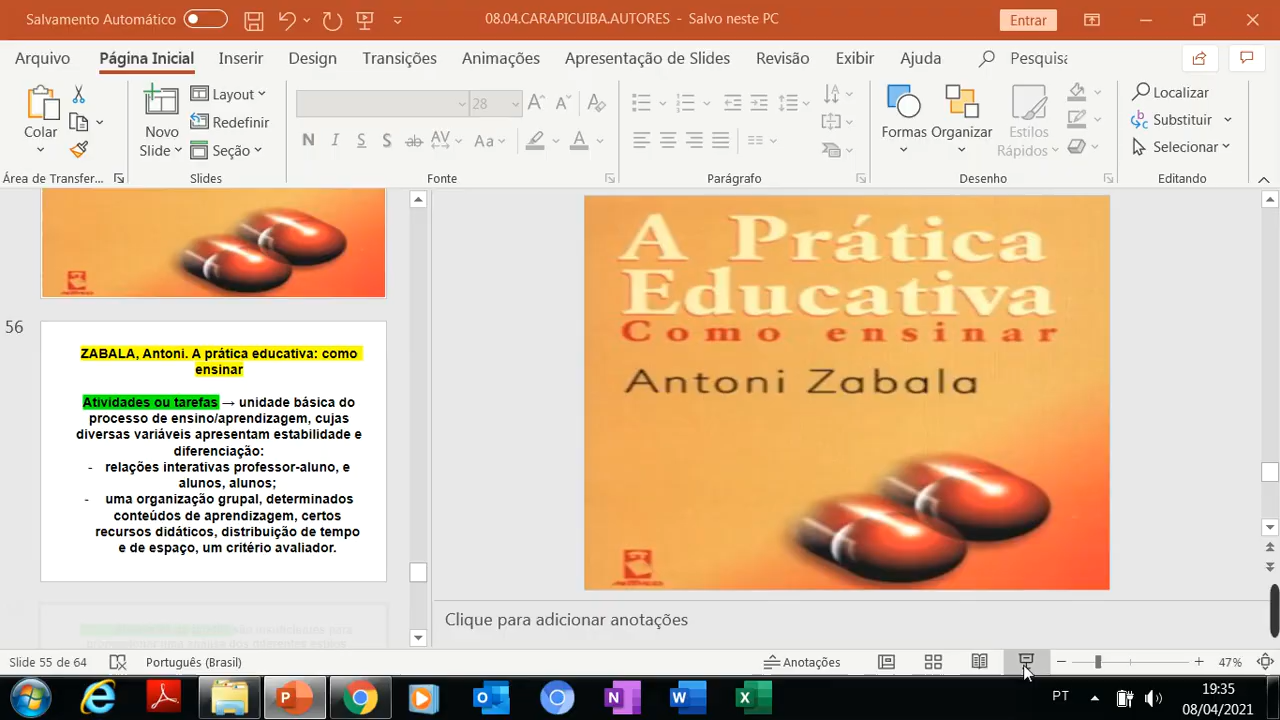 Salvamento Automático
08.04.CARAPICUIBA.AUTORES - Salvo neste PC
Entrar
Arquivo Página Inicial Inserir Design Transições Animações Apresentação de Slides Revisão Exibir Ajuda
Colar
Área de Transfer...
Novo
Slide
Layout
Redefinir
Seção
Slides
28
N I S S ab AV Aa A
Fonte
Parágrafo
Formas
Organizar
Estilos
Rápidos
Desenho
Localizar
Substituir
Selecionar
Editando
56
ZABALA, Antoni. A prática educativa: como
ensinar
Atividades ou tarefas → unidade básica do
processo de ensino/aprendizagem, cujas
diversas variáveis apresentam estabilidade e
diferenciação:
- relações interativas professor-aluno, e
alunos, alunos;
- uma organização grupal, determinados
conteúdos de aprendizagem, certos
recursos didáticos, distribuição de tempo
e de espaço, um critério avaliador.
A Prática
Educativa
Como ensinar
Antoni Zabala
Clique para adicionar anotações
Slide 55 de 64
Português (Brasil)
Anotações
47%
PT
19:35
08/04/2021